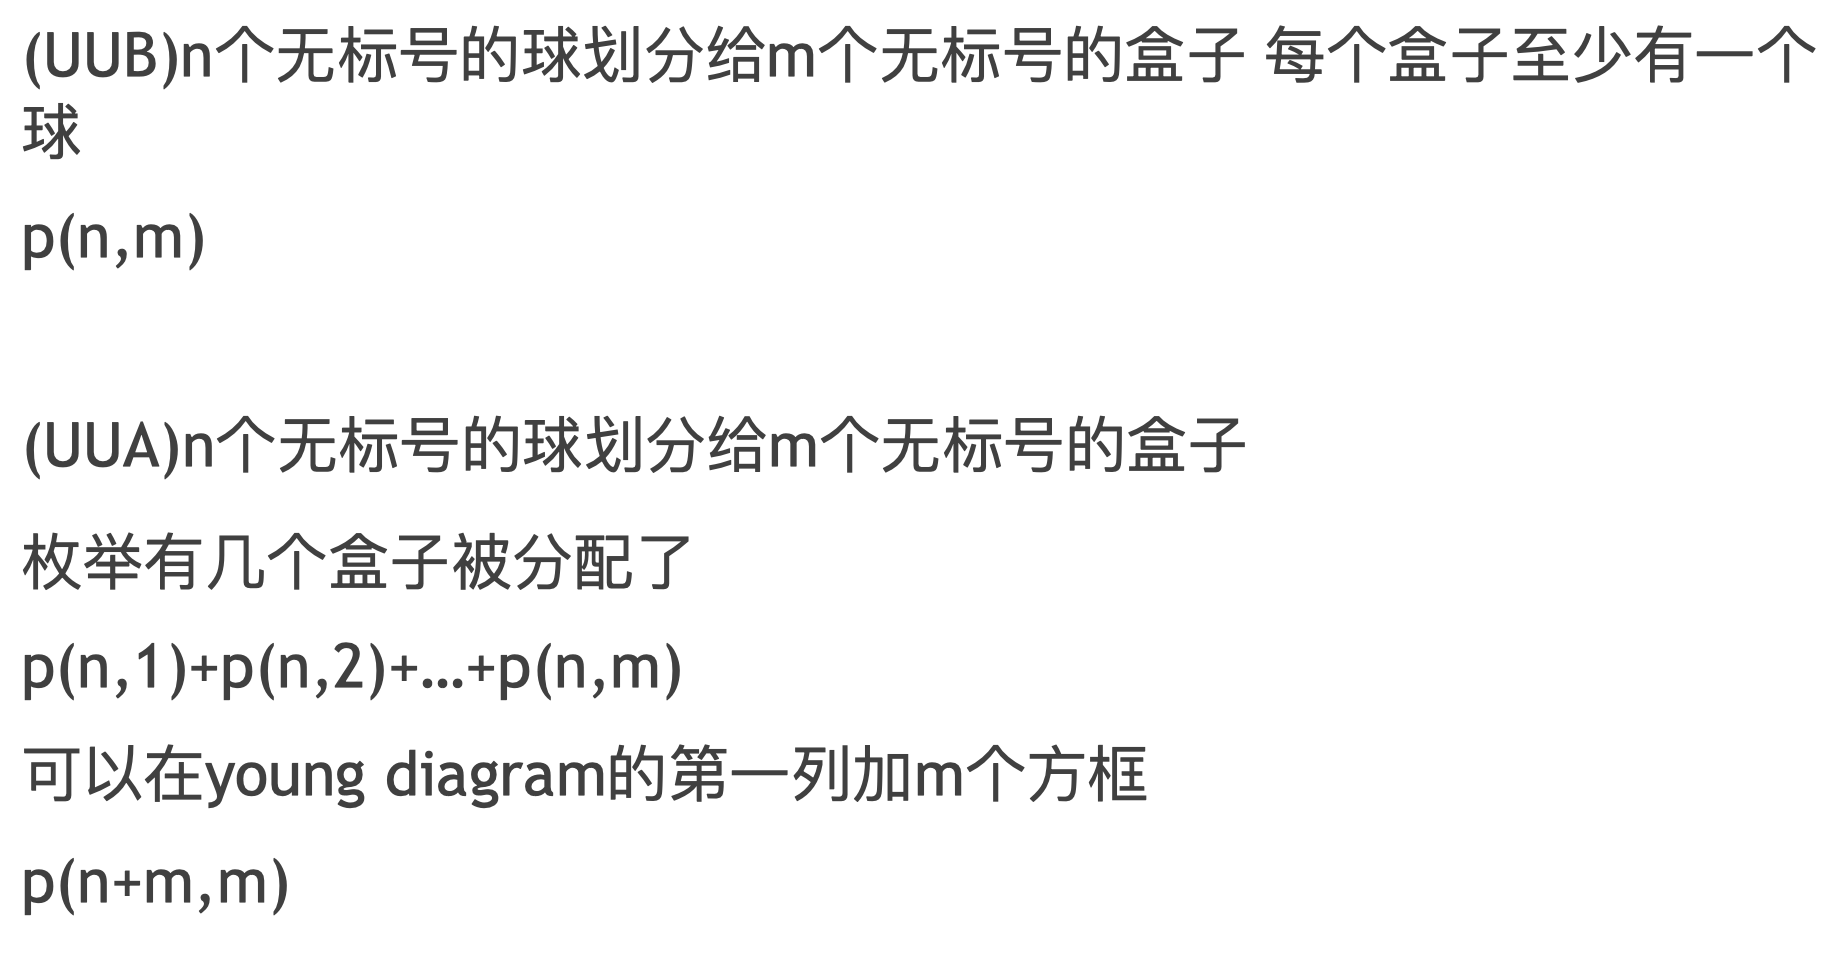 (UUB)n个无标号的球划分给m个无标号的盒子 每个盒子至少有一个
球
p(n,m)
(UUA)n个无标号的球划分给m个无标号的盒子
枚举有几个盒子被分配了
p(n,1)+p(n,2)+...+p(n,m)
可以在young diagram的第一列加m个方框
p(n+m,m)